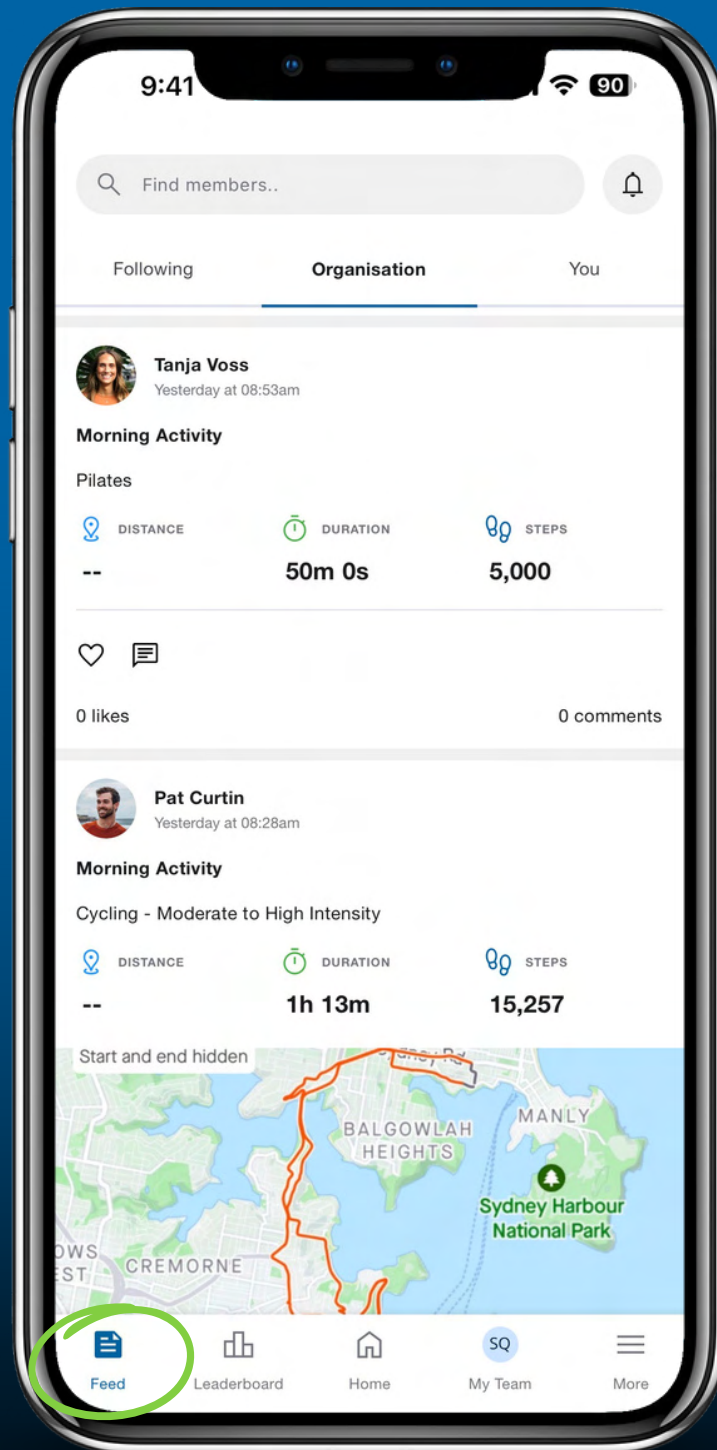 9:41
90
Find members..
Following Organisation You
Tanja Voss
Yesterday at 08:53am
Morning Activity
Pilates
DISTANCE DURATION STEPS
-- 50m 0s 5,000
0 likes 0 comments
Pat Curtin
Yesterday at 08:28am
Morning Activity
Cycling - Moderate to High Intensity
DISTANCE DURATION STEPS
-- 1h 13m 15,257
Start and end hidden
Sydney Rd
BALGOWLAH
HEIGHTS
MANLY
Sydney Harbour
National Park
CREMORNE
SQ
Feed Leaderboard Home My Team More